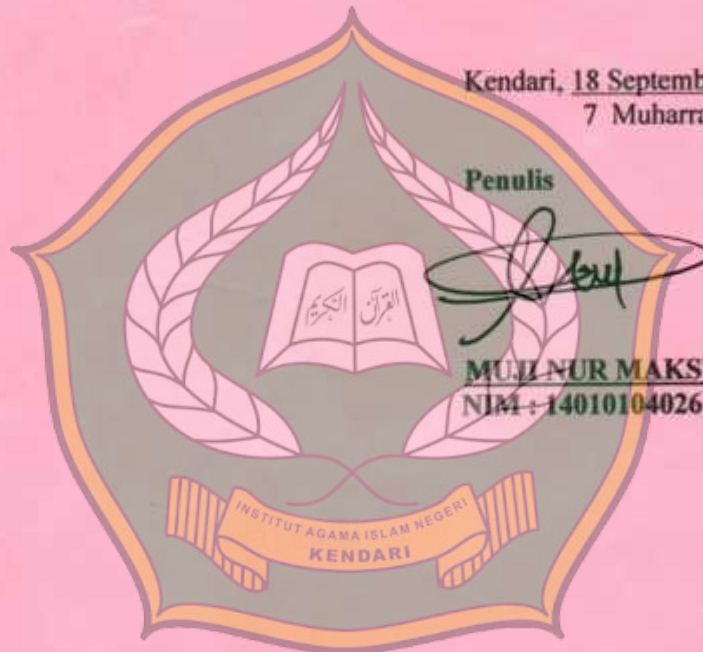 Kendari, 18 Septemb
7 Muharra
Penulis
MUJI NUR MAKS
NIM : 14010104026
القرآن الكريم
INSTITUT AGAMA ISLAM NEGERI
KENDARI